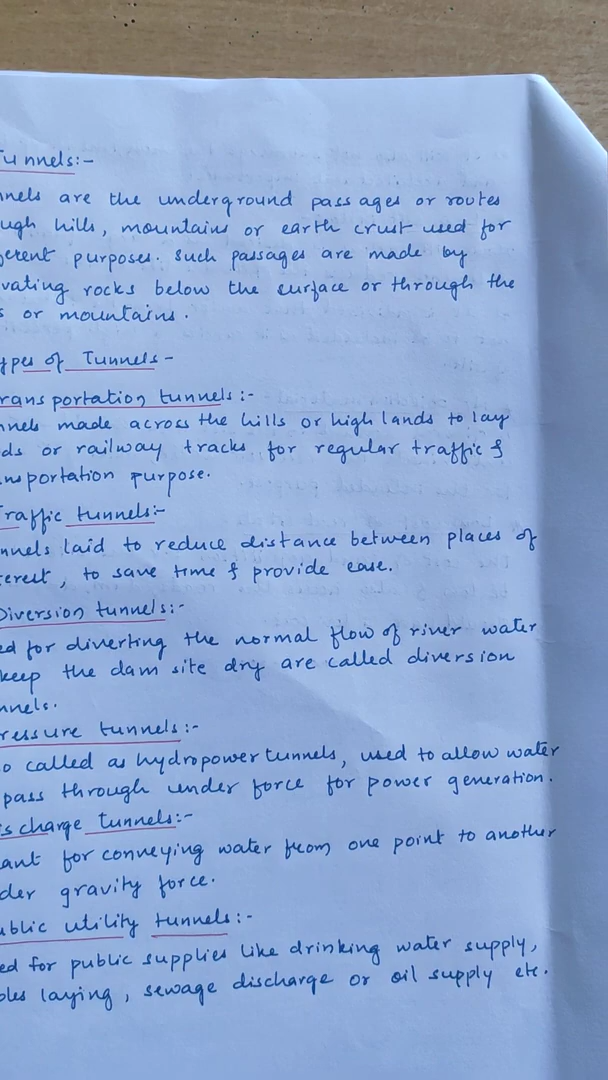 Tunnels:-
nnels are the underground passages or routes
ugh hills, mountains or earth crust used for
ferent purposes. Such passages are made by
vating rocks below the surface or through the
s or mountains.
ypes of Tunnels -
ransportation tunnels:-
nnels made across the hills or high lands to lay
ds or railway tracks for regular traffic &
nsportation purpose.
Traffic tunnels:-
nnels laid to reduce distance between places of
terest, to save time & provide ease.
Diversion tunnels:-
ed for diverting the normal flow of river water
keep the dam site dry are called diversion
nnels.
ressure tunnels:-
o called as hydropower tunnels, used to allow water
pass through under force for power generation.
ischarge tunnels:-
ant for conveying water from one point to another
der gravity force.
ublic utility tunnels:-
ed for public supplies like drinking water supply,
bles laying, sewage discharge or oil supply etc.